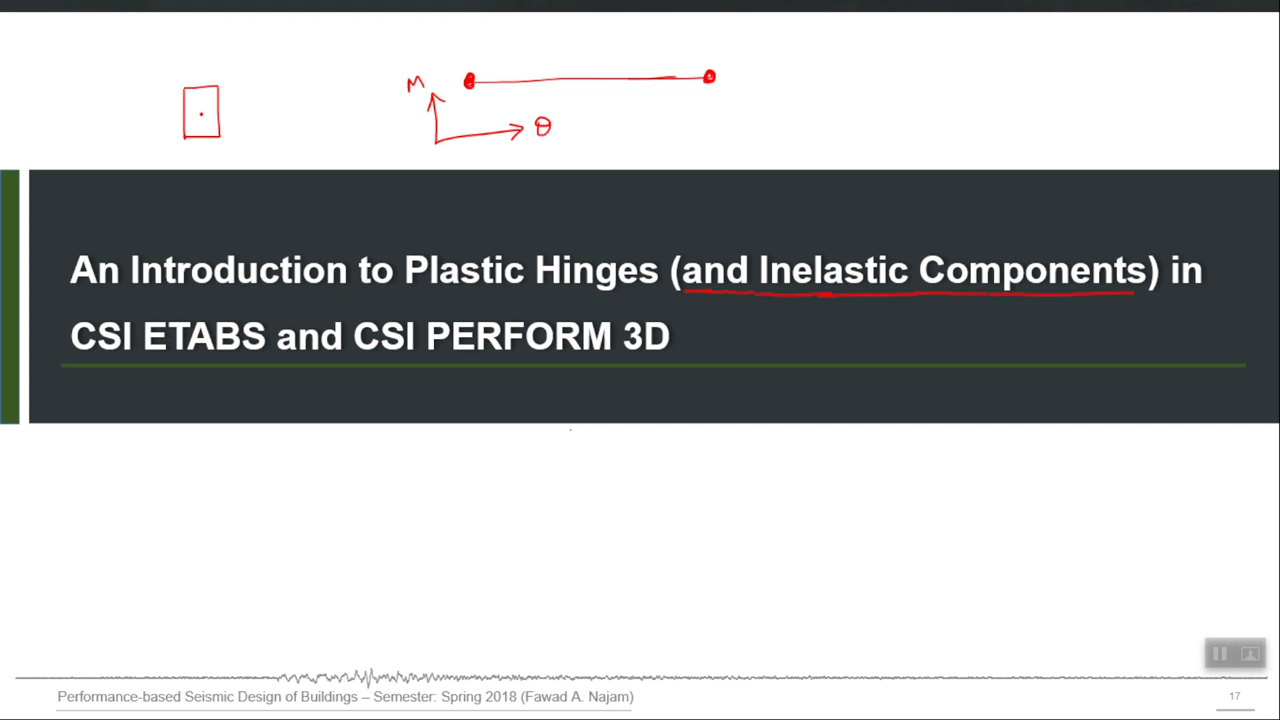 M
θ
An Introduction to Plastic Hinges (and Inelastic Components) in
CSI ETABS and CSI PERFORM 3D
Performance-based Seismic Design of Buildings – Semester: Spring 2018 (Fawad A. Najam)
17